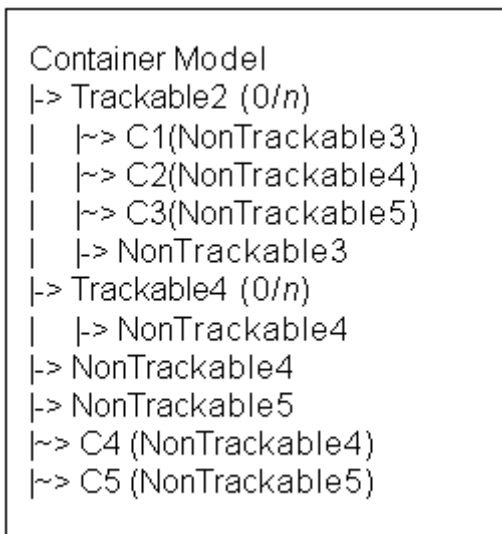 Container Model
|-> Trackable2 (0/n)
|   |~> C1(NonTrackable3)
|   |~> C2(NonTrackable4)
|   |~> C3(NonTrackable5)
|   |-> NonTrackable3
|-> Trackable4 (0/n)
|   |-> NonTrackable4
|-> NonTrackable4
|-> NonTrackable5
|~> C4 (NonTrackable4)
|~> C5 (NonTrackable5)